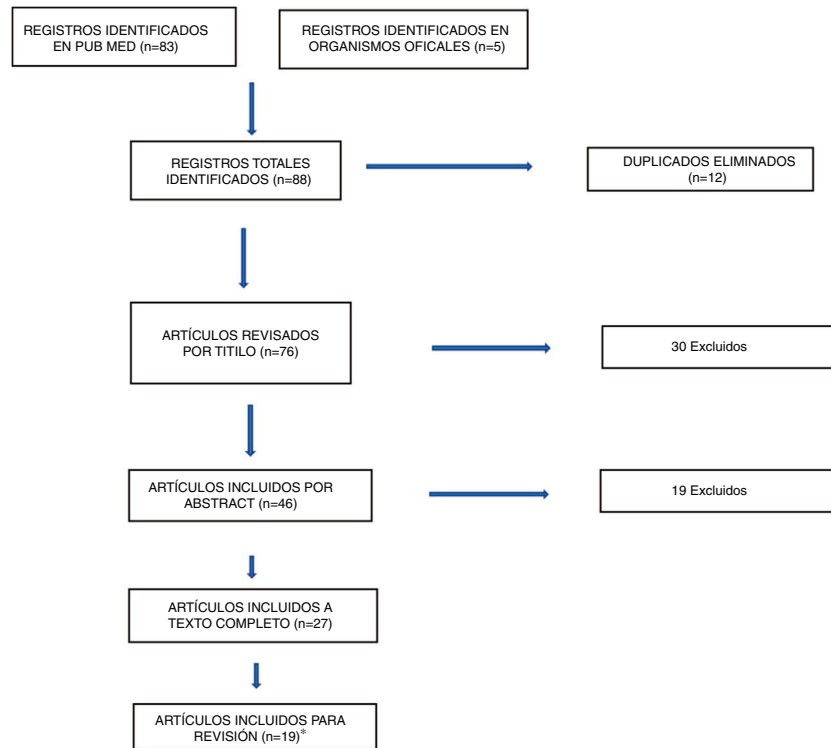 REGISTROS IDENTIFICADOS
EN PUB MED (n=83)
REGISTROS IDENTIFICADOS EN
ORGANISMOS OFICALES (n=5)
REGISTROS TOTALES
IDENTIFICADOS (n=88)
DUPLICADOS ELIMINADOS
(n=12)
ARTÍCULOS REVISADOS
POR TITILO (n=76)
30 Excluidos
ARTÍCULOS INCLUIDOS POR
ABSTRACT (n=46)
19 Excluidos
ARTÍCULOS INCLUIDOS A
TEXTO COMPLETO (n=27)
ARTÍCULOS INCLUIDOS PARA
REVISIÓN (n=19)*